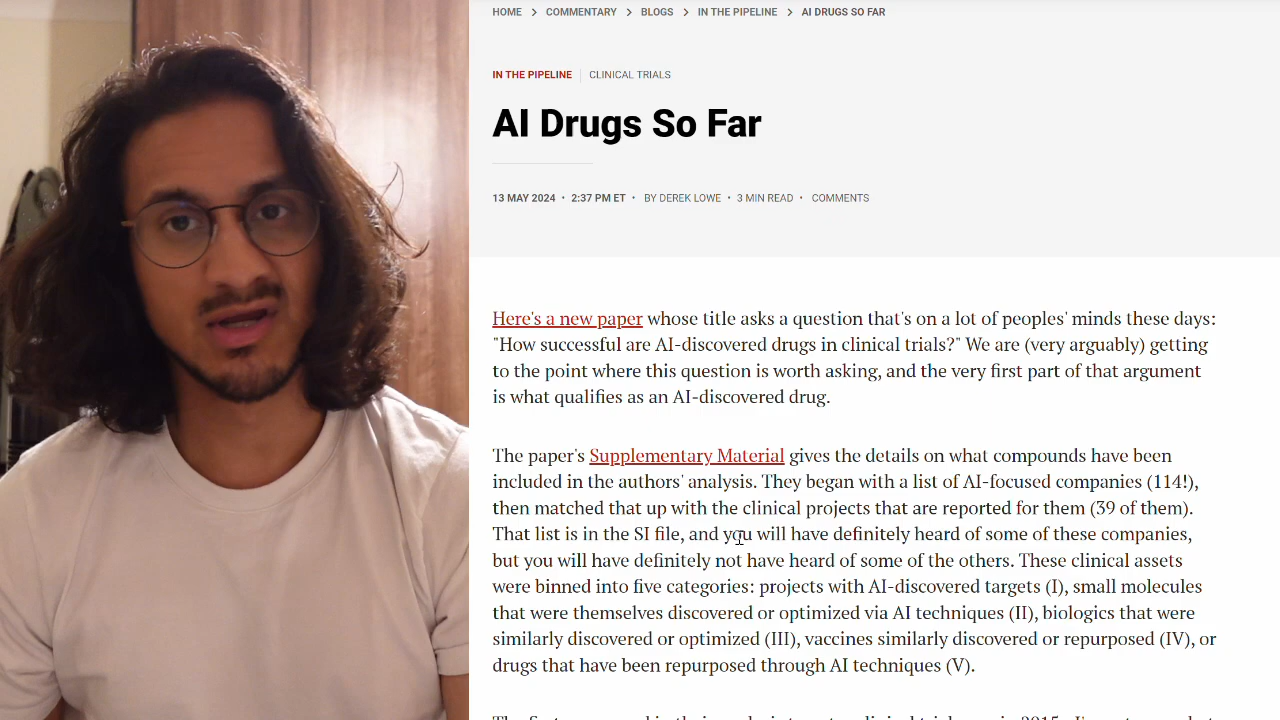 HOME > COMMENTARY > BLOGS > IN THE PIPELINE > AI DRUGS SO FAR
IN THE PIPELINE | CLINICAL TRIALS
AI Drugs So Far
13 MAY 2024 • 2:37 PM ET • BY DEREK LOWE • 3 MIN READ • COMMENTS
Here's a new paper whose title asks a question that's on a lot of peoples' minds these days:
"How successful are AI-discovered drugs in clinical trials?" We are (very arguably) getting
to the point where this question is worth asking, and the very first part of that argument
is what qualifies as an AI-discovered drug.
The paper's Supplementary Material gives the details on what compounds have been
included in the authors' analysis. They began with a list of AI-focused companies (114!),
then matched that up with the clinical projects that are reported for them (39 of them).
That list is in the SI file, and you will have definitely heard of some of these companies,
but you will have definitely not have heard of some of the others. These clinical assets
were binned into five categories: projects with AI-discovered targets (I), small molecules
that were themselves discovered or optimized via AI techniques (II), biologics that were
similarly discovered or optimized (III), vaccines similarly discovered or repurposed (IV), or
drugs that have been repurposed through AI techniques (V).